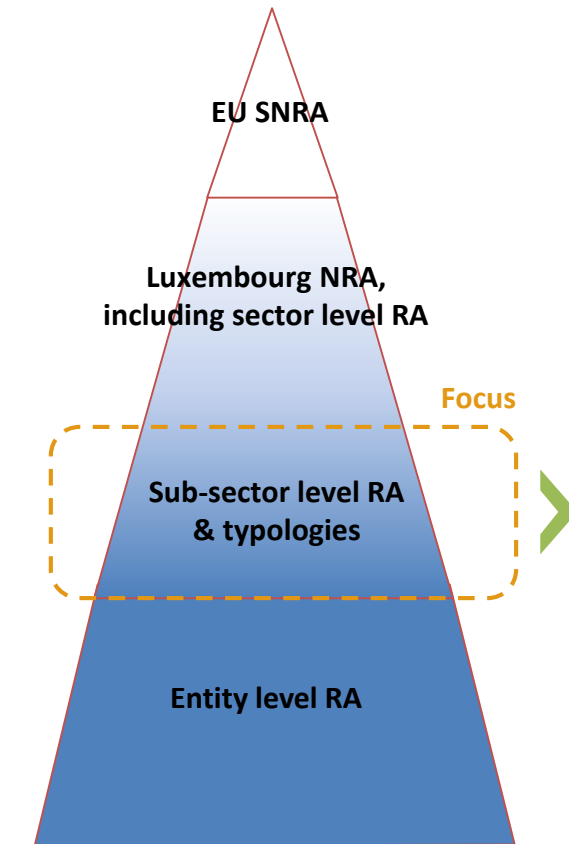 EU SNRA
Luxembourg NRA,
including sector level RA
Focus
Sub-sector level RA
& typologies
Entity level RA